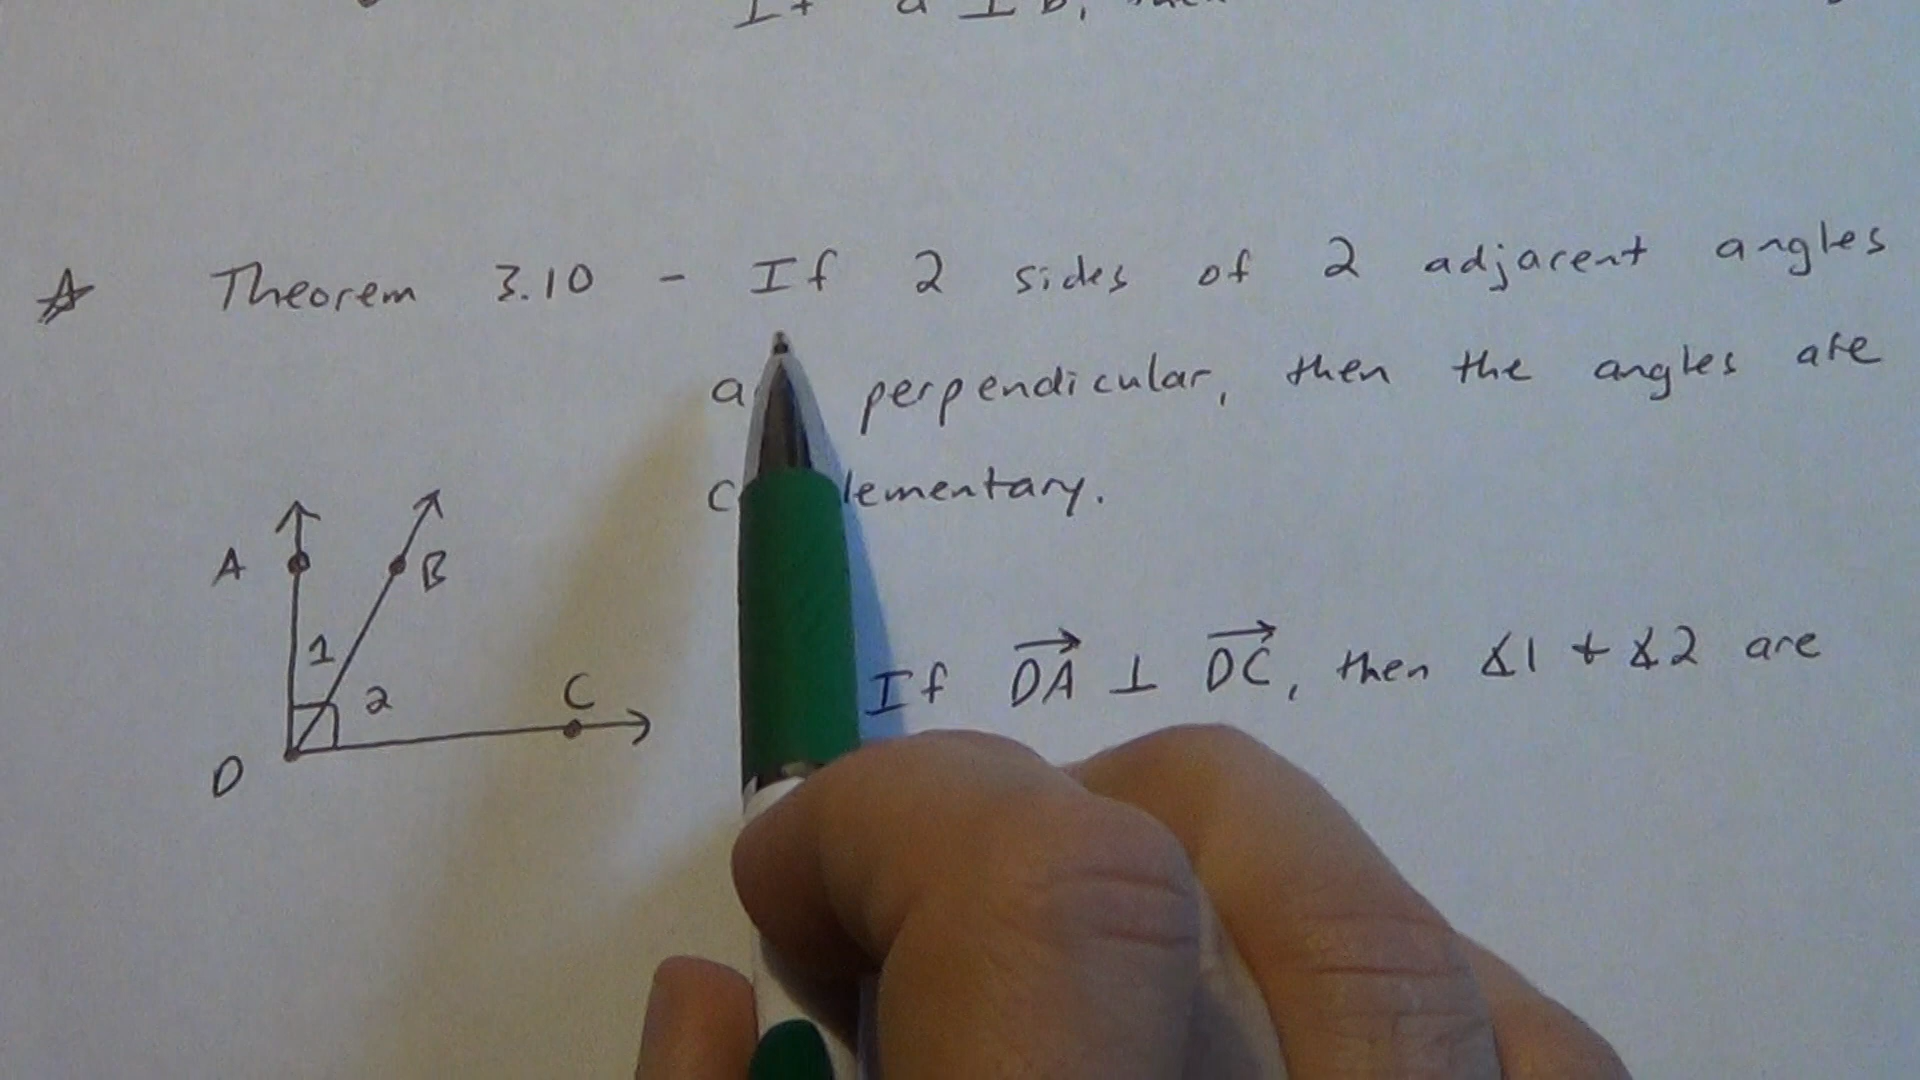 If a ⊥ b,
☆ Theorem 3.10 - If 2 sides of 2 adjacent angles
perpendicular, then the angles are
lementary.
A
B
1
2
C
D
If DA ⊥ DC, then ∡1 + ∡2 are